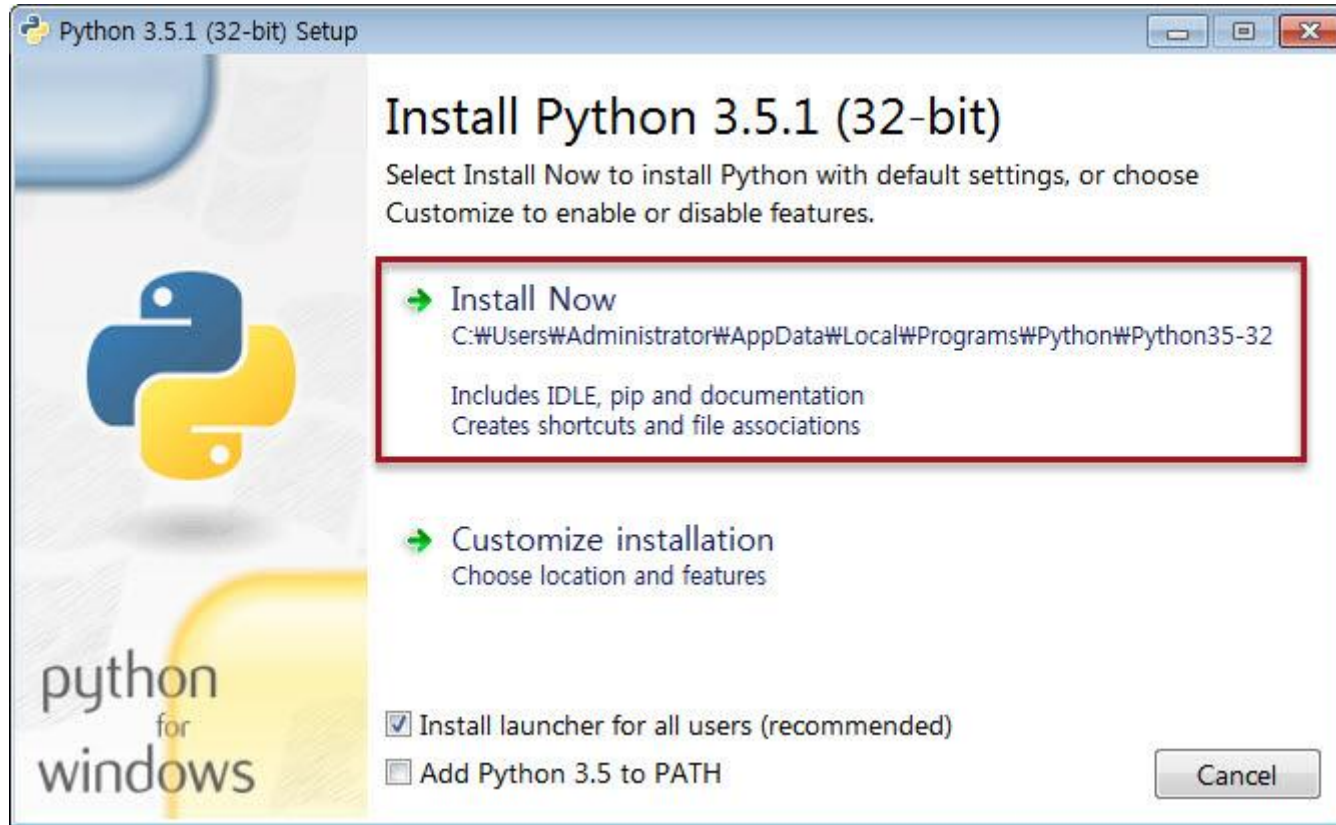 Python 3.5.1 (32-bit) Setup
Install Python 3.5.1 (32-bit)
Select Install Now to install Python with default settings, or choose
Customize to enable or disable features.
Install Now
C:₩Users₩Administrator₩AppData₩Local₩Programs₩Python₩Python35-32
Includes IDLE, pip and documentation
Creates shortcuts and file associations
Customize installation
Choose location and features
python
for
windows
Install launcher for all users (recommended)
Add Python 3.5 to PATH
Cancel